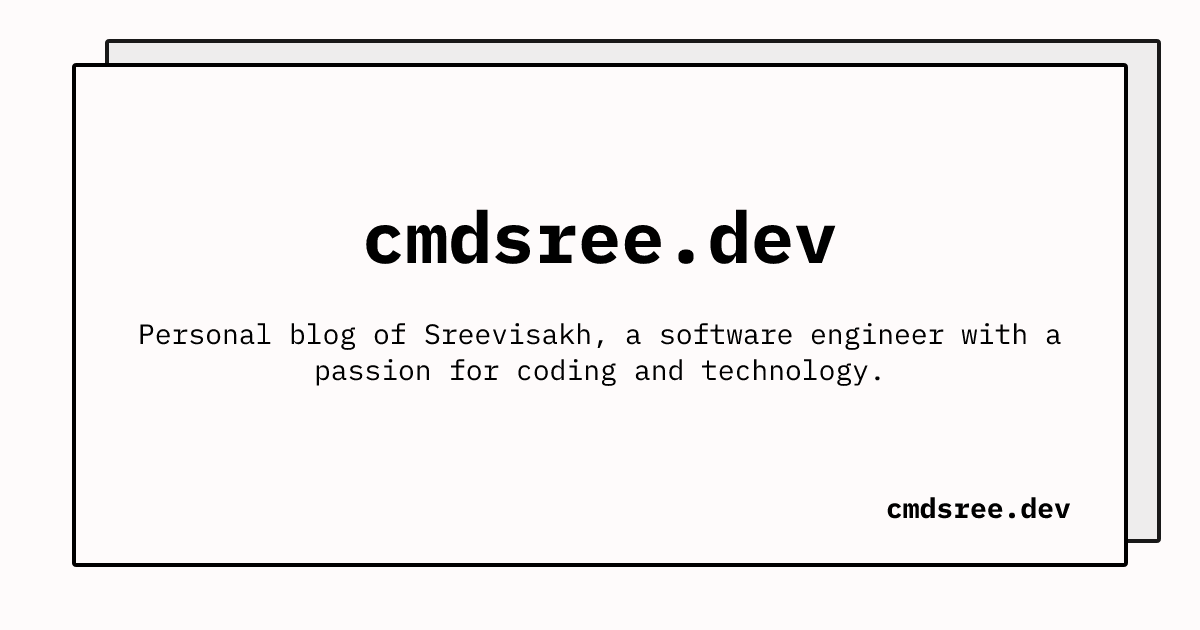 cmdsree.dev
Personal blog of Sreevisakh, a software engineer with a
passion for coding and technology.
cmdsree.dev